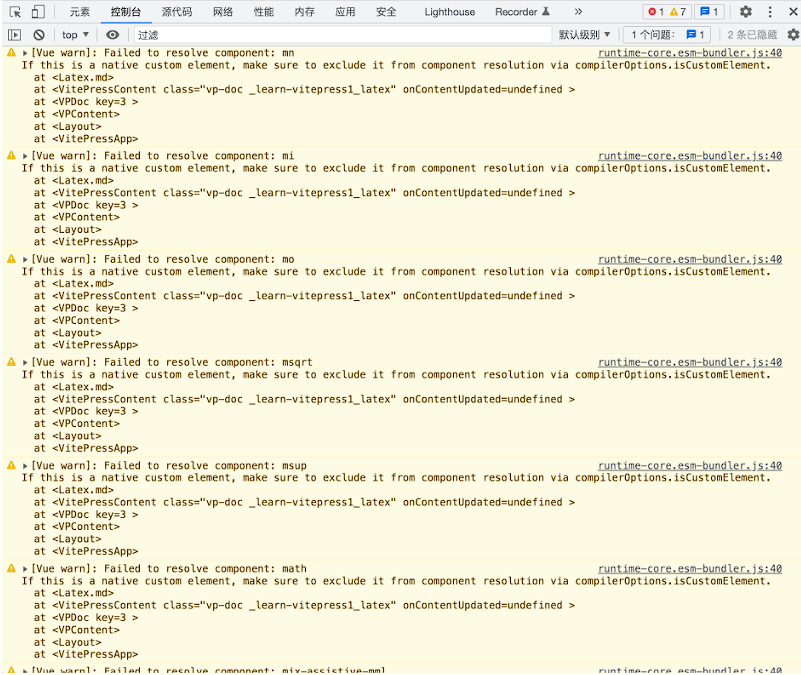 元素 控制台 源代码 网络 性能 内存 应用 安全 Lighthouse Recorder » 1 7 1
top ▼ 过滤 默认级别 ▼ 1 个问题: 1 2 条已隐藏
[Vue warn]: Failed to resolve component: mn runtime-core.esm-bundler.js:40
If this is a native custom element, make sure to exclude it from component resolution via compilerOptions.isCustomElement.
at <Latex.md>
at <VitePressContent class="vp-doc _learn-vitepress1_latex" onContentUpdated=undefined >
at <VPDoc key=3 >
at <VPContent>
at <Layout>
at <VitePressApp>
[Vue warn]: Failed to resolve component: mi runtime-core.esm-bundler.js:40
If this is a native custom element, make sure to exclude it from component resolution via compilerOptions.isCustomElement.
at <Latex.md>
at <VitePressContent class="vp-doc _learn-vitepress1_latex" onContentUpdated=undefined >
at <VPDoc key=3 >
at <VPContent>
at <Layout>
at <VitePressApp>
[Vue warn]: Failed to resolve component: mo runtime-core.esm-bundler.js:40
If this is a native custom element, make sure to exclude it from component resolution via compilerOptions.isCustomElement.
at <Latex.md>
at <VitePressContent class="vp-doc _learn-vitepress1_latex" onContentUpdated=undefined >
at <VPDoc key=3 >
at <VPContent>
at <Layout>
at <VitePressApp>
[Vue warn]: Failed to resolve component: msqrt runtime-core.esm-bundler.js:40
If this is a native custom element, make sure to exclude it from component resolution via compilerOptions.isCustomElement.
at <Latex.md>
at <VitePressContent class="vp-doc _learn-vitepress1_latex" onContentUpdated=undefined >
at <VPDoc key=3 >
at <VPContent>
at <Layout>
at <VitePressApp>
[Vue warn]: Failed to resolve component: msup runtime-core.esm-bundler.js:40
If this is a native custom element, make sure to exclude it from component resolution via compilerOptions.isCustomElement.
at <Latex.md>
at <VitePressContent class="vp-doc _learn-vitepress1_latex" onContentUpdated=undefined >
at <VPDoc key=3 >
at <VPContent>
at <Layout>
at <VitePressApp>
[Vue warn]: Failed to resolve component: math runtime-core.esm-bundler.js:40
If this is a native custom element, make sure to exclude it from component resolution via compilerOptions.isCustomElement.
at <Latex.md>
at <VitePressContent class="vp-doc _learn-vitepress1_latex" onContentUpdated=undefined >
at <VPDoc key=3 >
at <VPContent>
at <Layout>
at <VitePressApp>
[Vue warn]: Failed to resolve component: mjx-assistive-mml runtime-core.esm-bundler.js:40